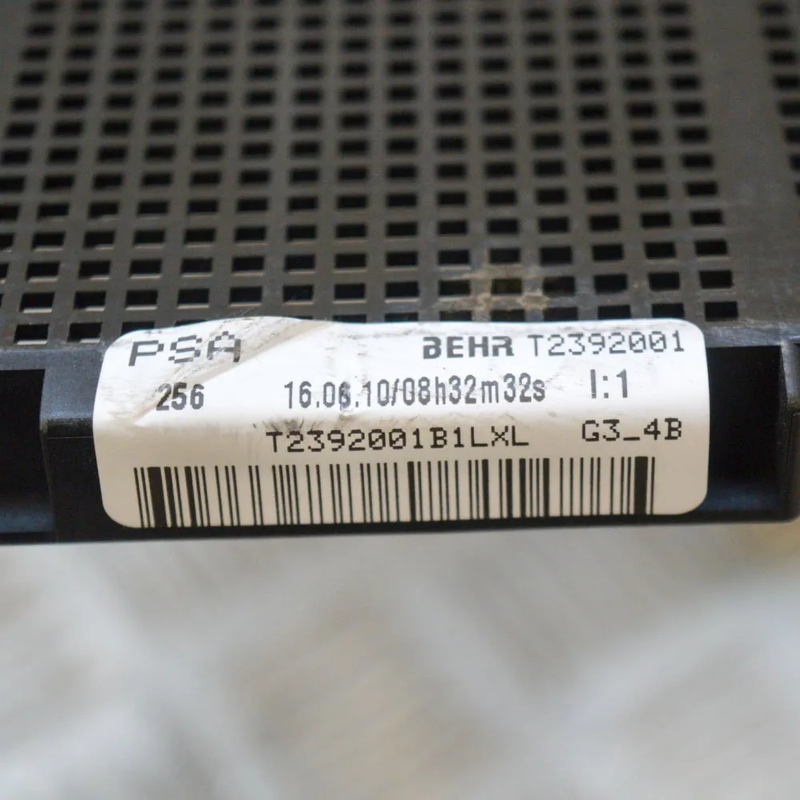 PSA BEHR T2392001
256 16.06.10/08h32m32s I:1
T2392001B1LXL G3_4B